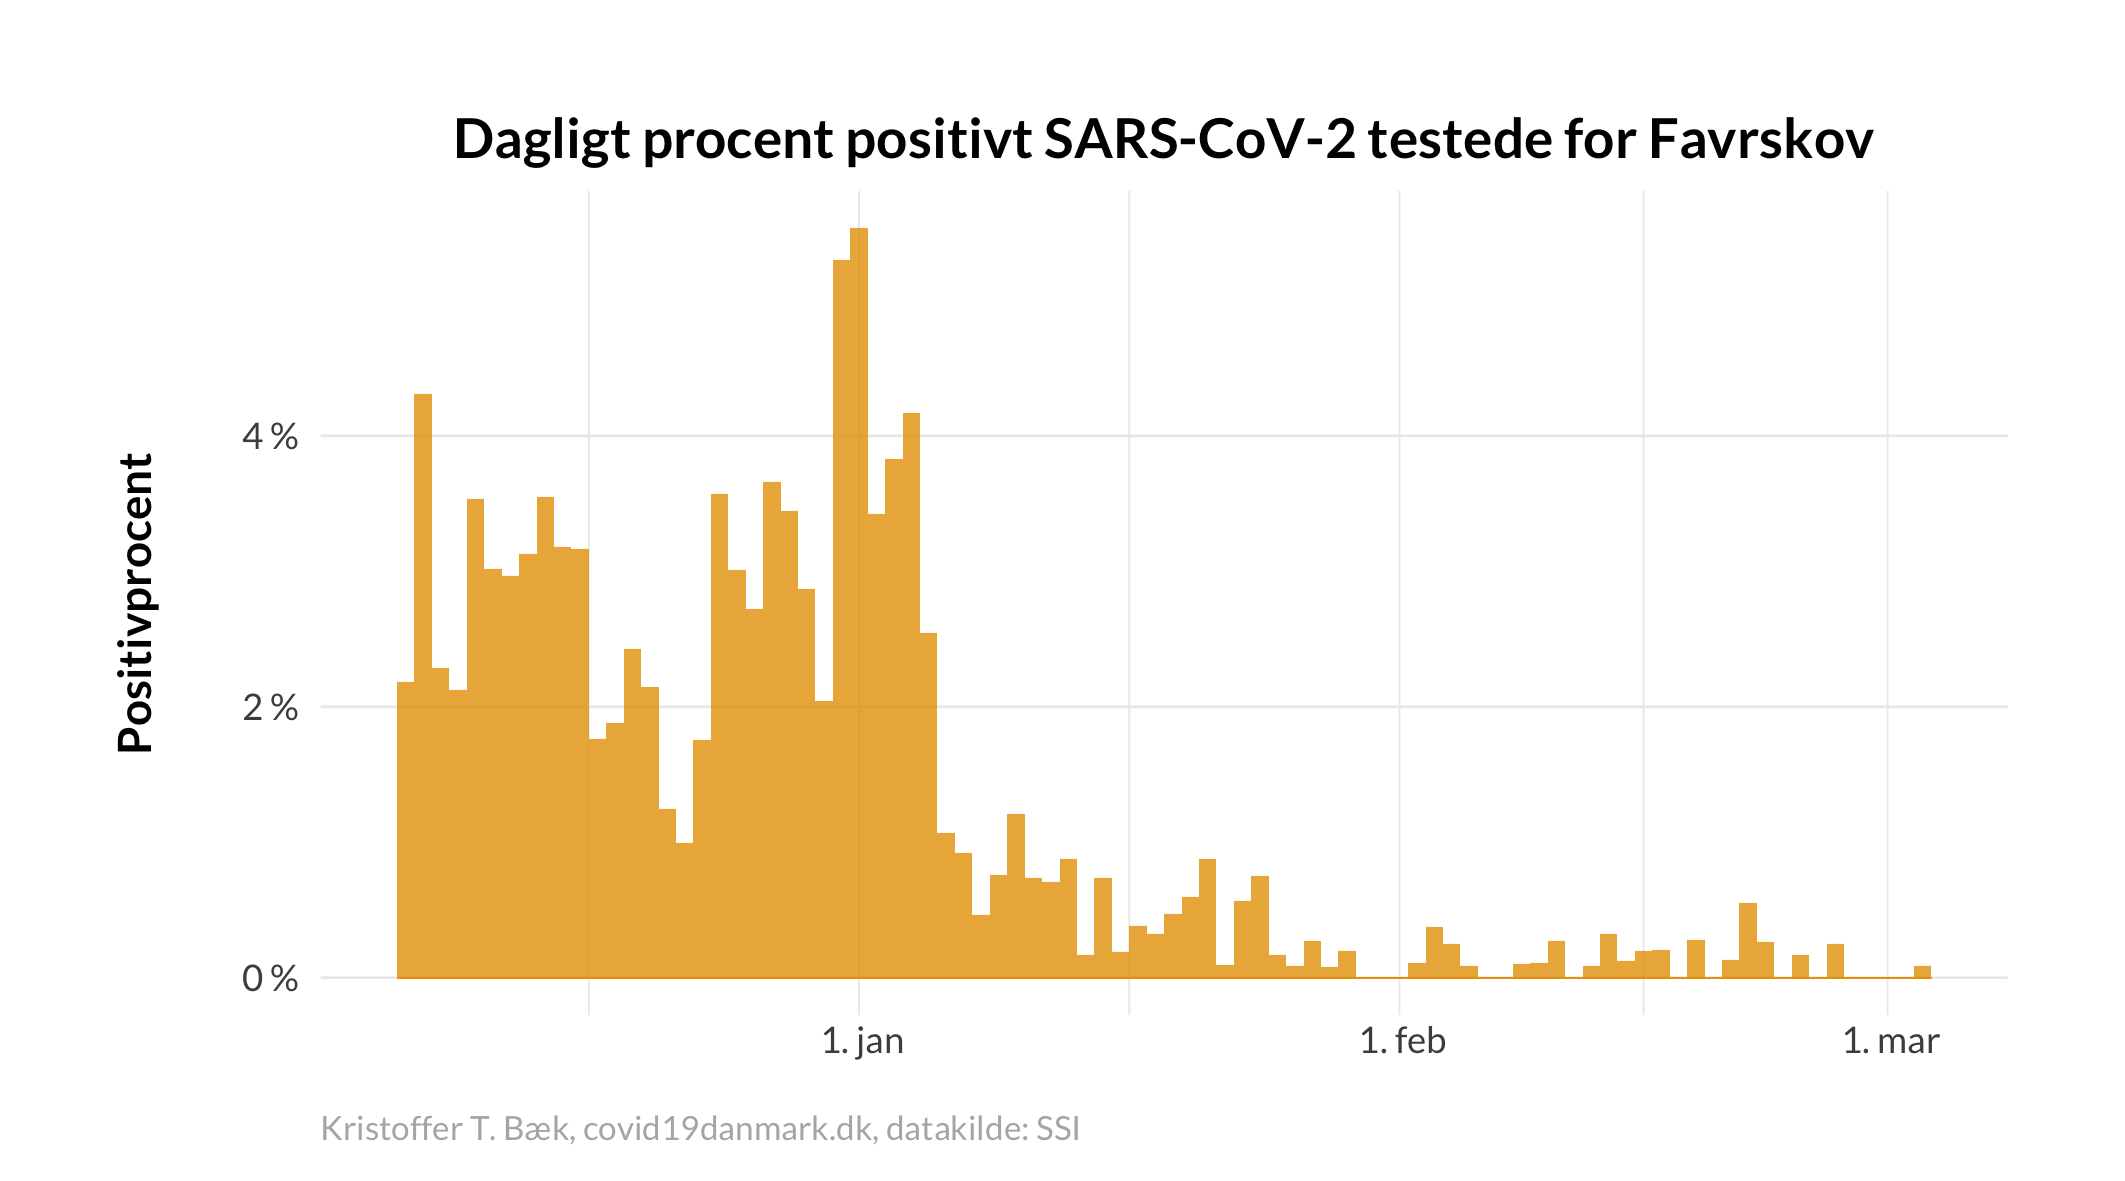 Dagligt procent positivt SARS-CoV-2 testede for Favrskov
Positivprocent
4 %
2 %
0 %
1. jan
1. feb
1. mar
Kristoffer T. Bæk, covid19danmark.dk, datakilde: SSI